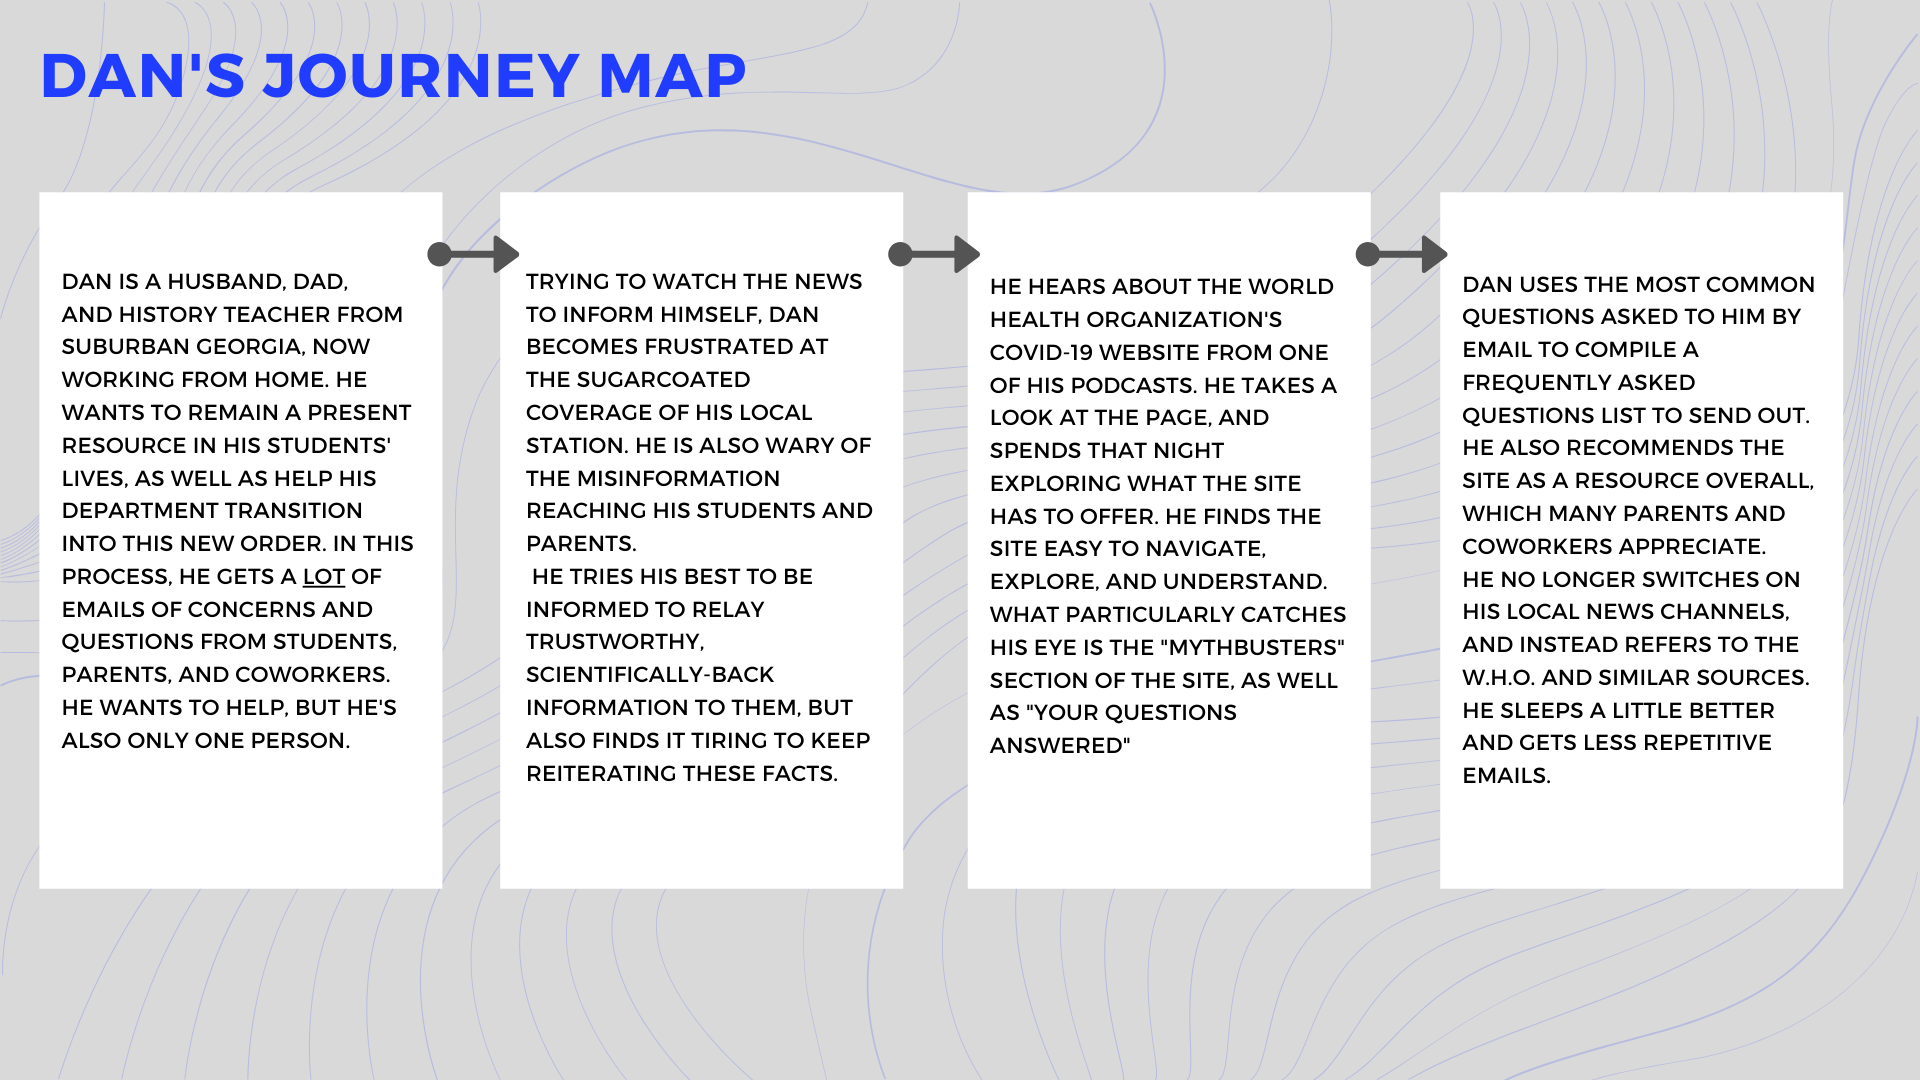 DAN'S JOURNEY MAP
DAN IS A HUSBAND, DAD,
AND HISTORY TEACHER FROM
SUBURBAN GEORGIA, NOW
WORKING FROM HOME. HE
WANTS TO REMAIN A PRESENT
RESOURCE IN HIS STUDENTS'
LIVES, AS WELL AS HELP HIS
DEPARTMENT TRANSITION
INTO THIS NEW ORDER. IN THIS
PROCESS, HE GETS A LOT OF
EMAILS OF CONCERNS AND
QUESTIONS FROM STUDENTS,
PARENTS, AND COWORKERS.
HE WANTS TO HELP, BUT HE'S
ALSO ONLY ONE PERSON.
TRYING TO WATCH THE NEWS
TO INFORM HIMSELF, DAN
BECOMES FRUSTRATED AT
THE SUGARCOATED
COVERAGE OF HIS LOCAL
STATION. HE IS ALSO WARY OF
THE MISINFORMATION
REACHING HIS STUDENTS AND
PARENTS.
HE TRIES HIS BEST TO BE
INFORMED TO RELAY
TRUSTWORTHY,
SCIENTIFICALLY-BACK
INFORMATION TO THEM, BUT
ALSO FINDS IT TIRING TO KEEP
REITERATING THESE FACTS.
HE HEARS ABOUT THE WORLD
HEALTH ORGANIZATION'S
COVID-19 WEBSITE FROM ONE
OF HIS PODCASTS. HE TAKES A
LOOK AT THE PAGE, AND
SPENDS THAT NIGHT
EXPLORING WHAT THE SITE
HAS TO OFFER. HE FINDS THE
SITE EASY TO NAVIGATE,
EXPLORE, AND UNDERSTAND.
WHAT PARTICULARLY CATCHES
HIS EYE IS THE "MYTHBUSTERS"
SECTION OF THE SITE, AS WELL
AS "YOUR QUESTIONS
ANSWERED"
DAN USES THE MOST COMMON
QUESTIONS ASKED TO HIM BY
EMAIL TO COMPILE A
FREQUENTLY ASKED
QUESTIONS LIST TO SEND OUT.
HE ALSO RECOMMENDS THE
SITE AS A RESOURCE OVERALL,
WHICH MANY PARENTS AND
COWORKERS APPRECIATE.
HE NO LONGER SWITCHES ON
HIS LOCAL NEWS CHANNELS,
AND INSTEAD REFERS TO THE
W.H.O. AND SIMILAR SOURCES.
HE SLEEPS A LITTLE BETTER
AND GETS LESS REPETITIVE
EMAILS.